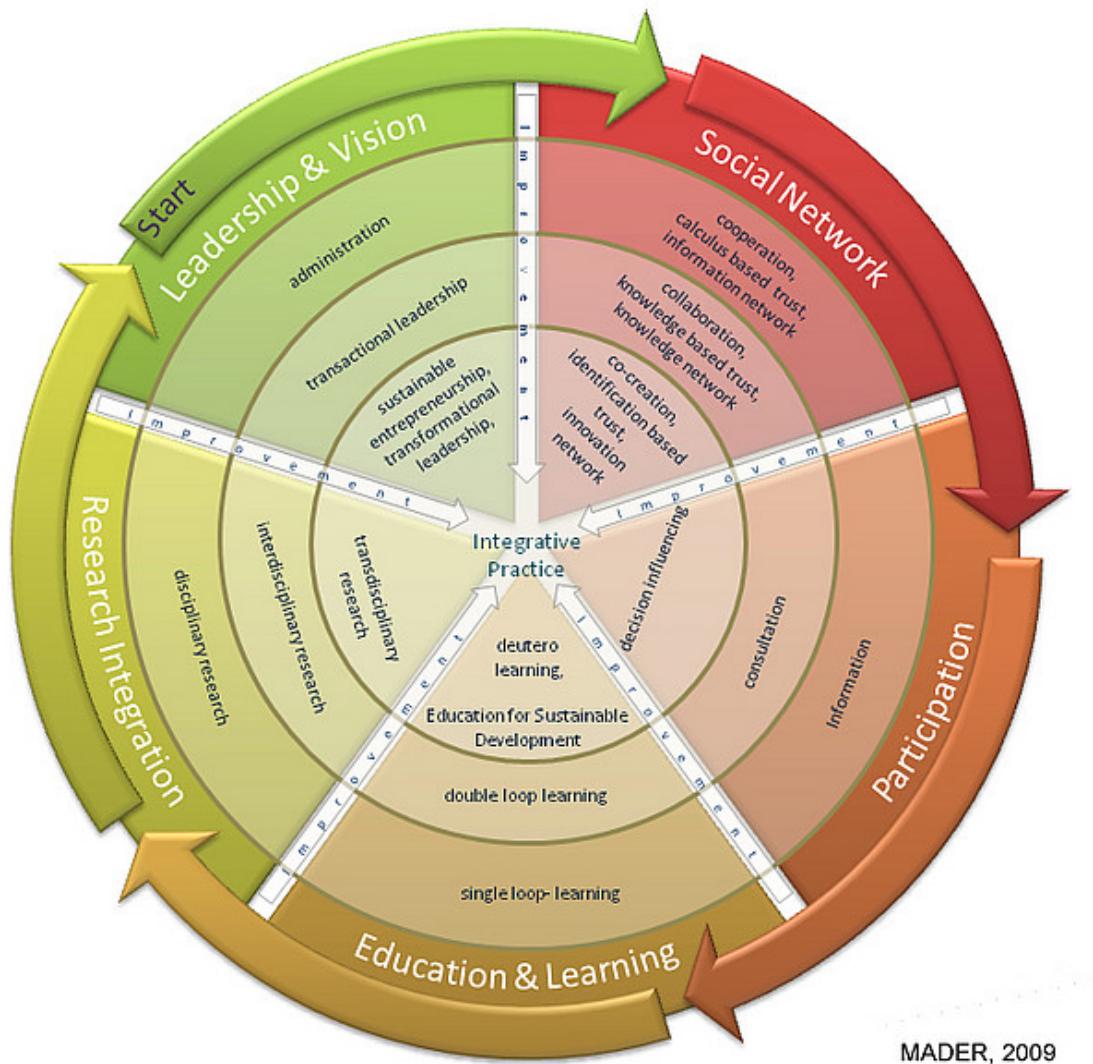 Start
Leadership & Vision
administration
transactional leadership
sustainable
entrepreneurship,
transformational
leadership,
Improvement
Social Network
cooperation,
calculus based trust,
information network
collaboration,
knowledge based trust,
knowledge network
co-creation,
identification based
trust,
innovation
network
Improvement
Participation
Information
consultation
decision influencing
Improvement
Education & Learning
single loop- learning
double loop learning
deutero
learning,
Education for Sustainable
Development
Improvement
Research Integration
disciplinary research
interdisciplinary research
transdisciplinary
research
Improvement
Integrative
Practice
MADER, 2009